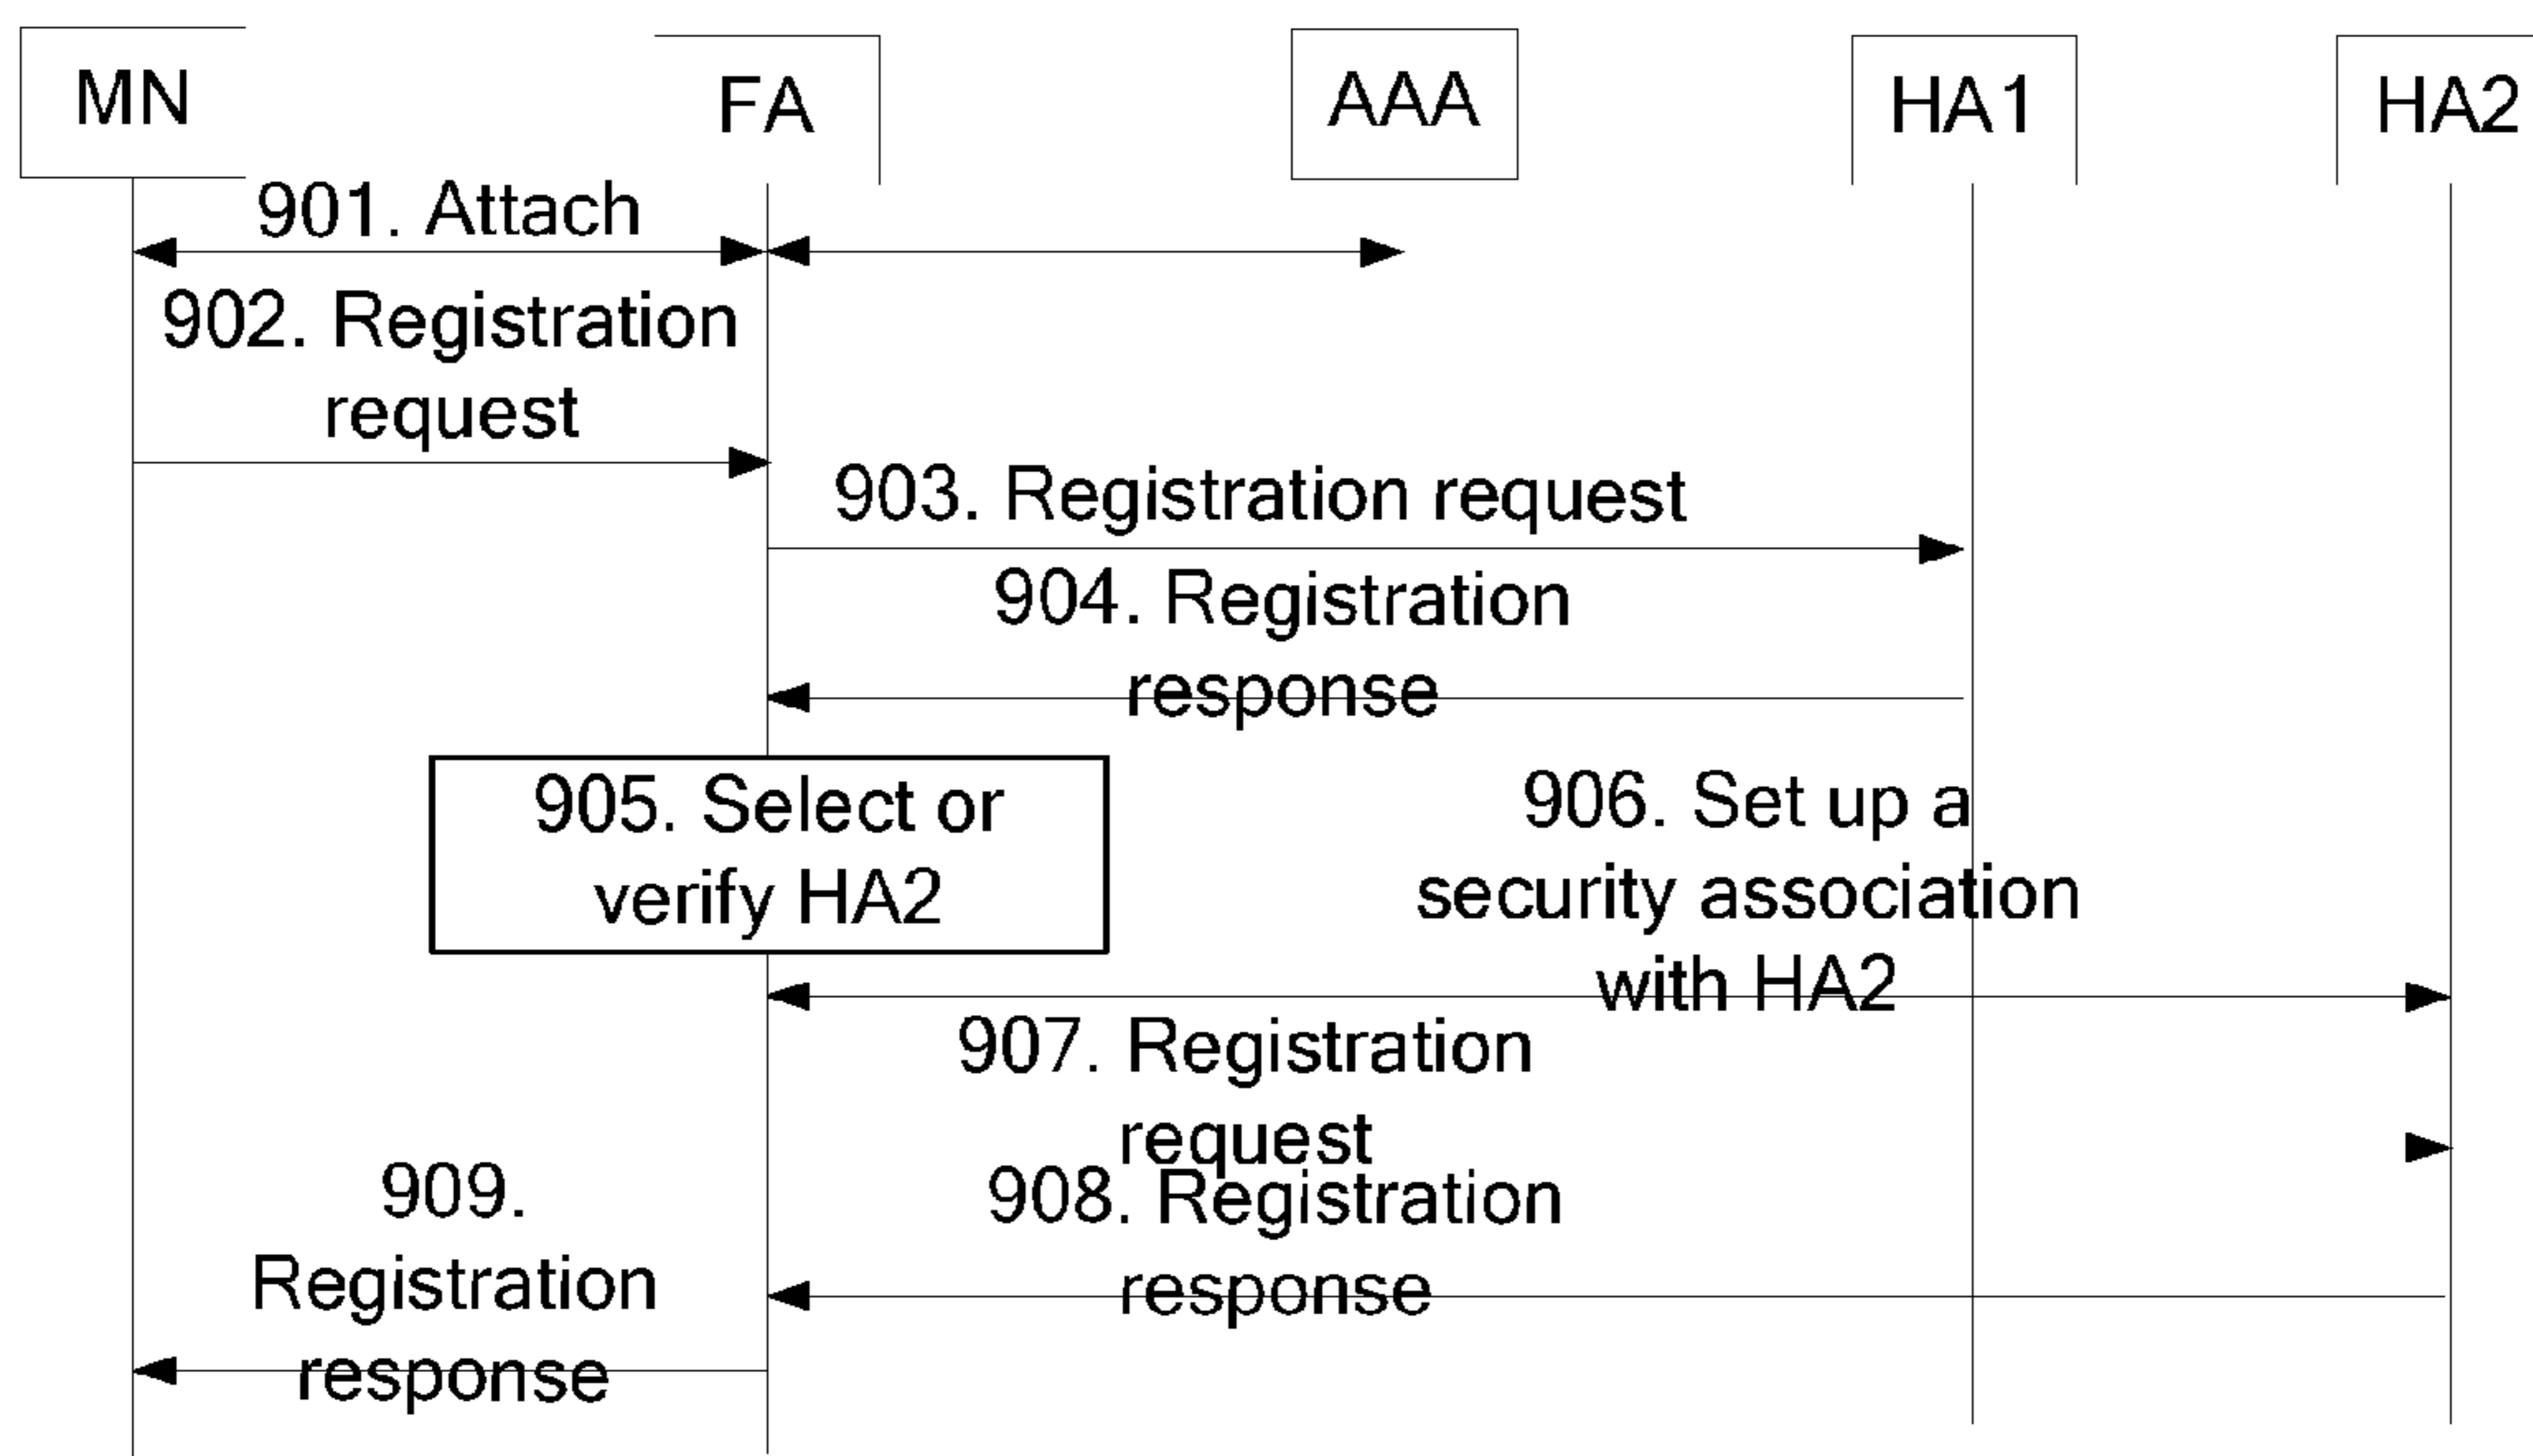 MN
FA
AAA
HA1
HA2
901. Attach
902. Registration
request
903. Registration request
904. Registration
response
905. Select or
verify HA2
906. Set up a
security association
with HA2
907. Registration
request
908. Registration
response
909.
Registration
response